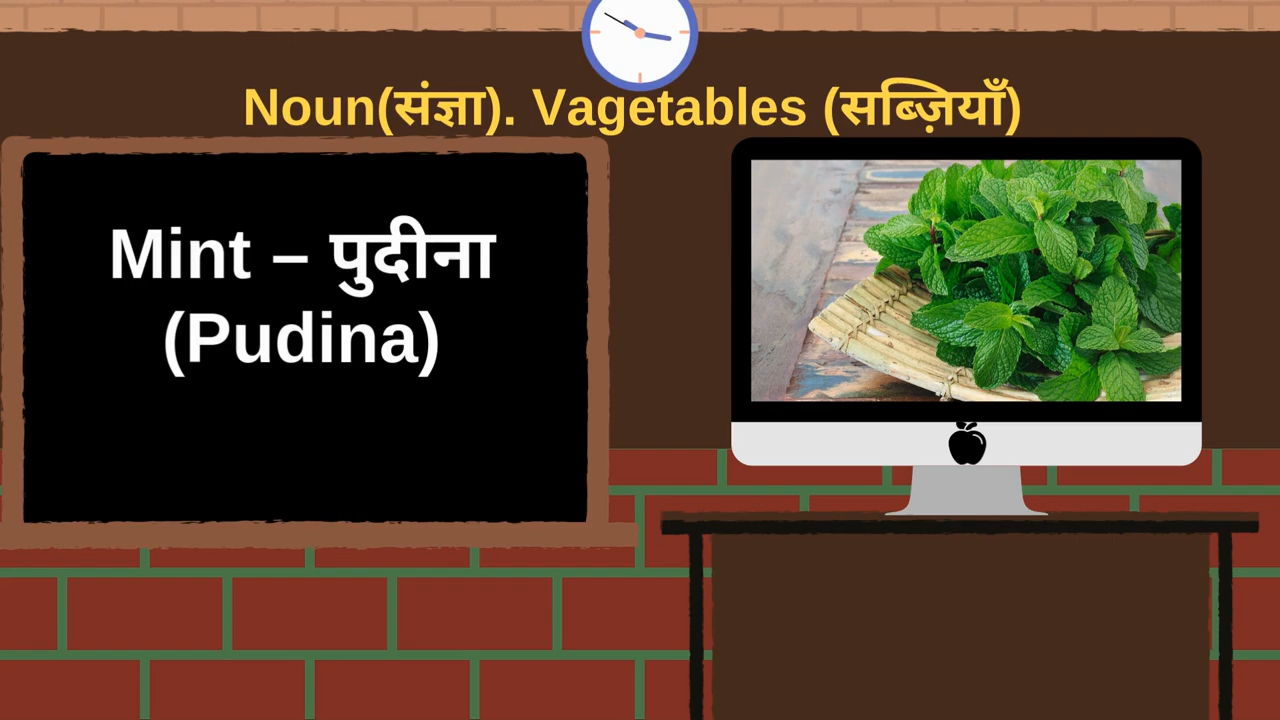 Noun(संज्ञा). Vagetables (सब्ज़ियाँ)
Mint – पुदीना
(Pudina)